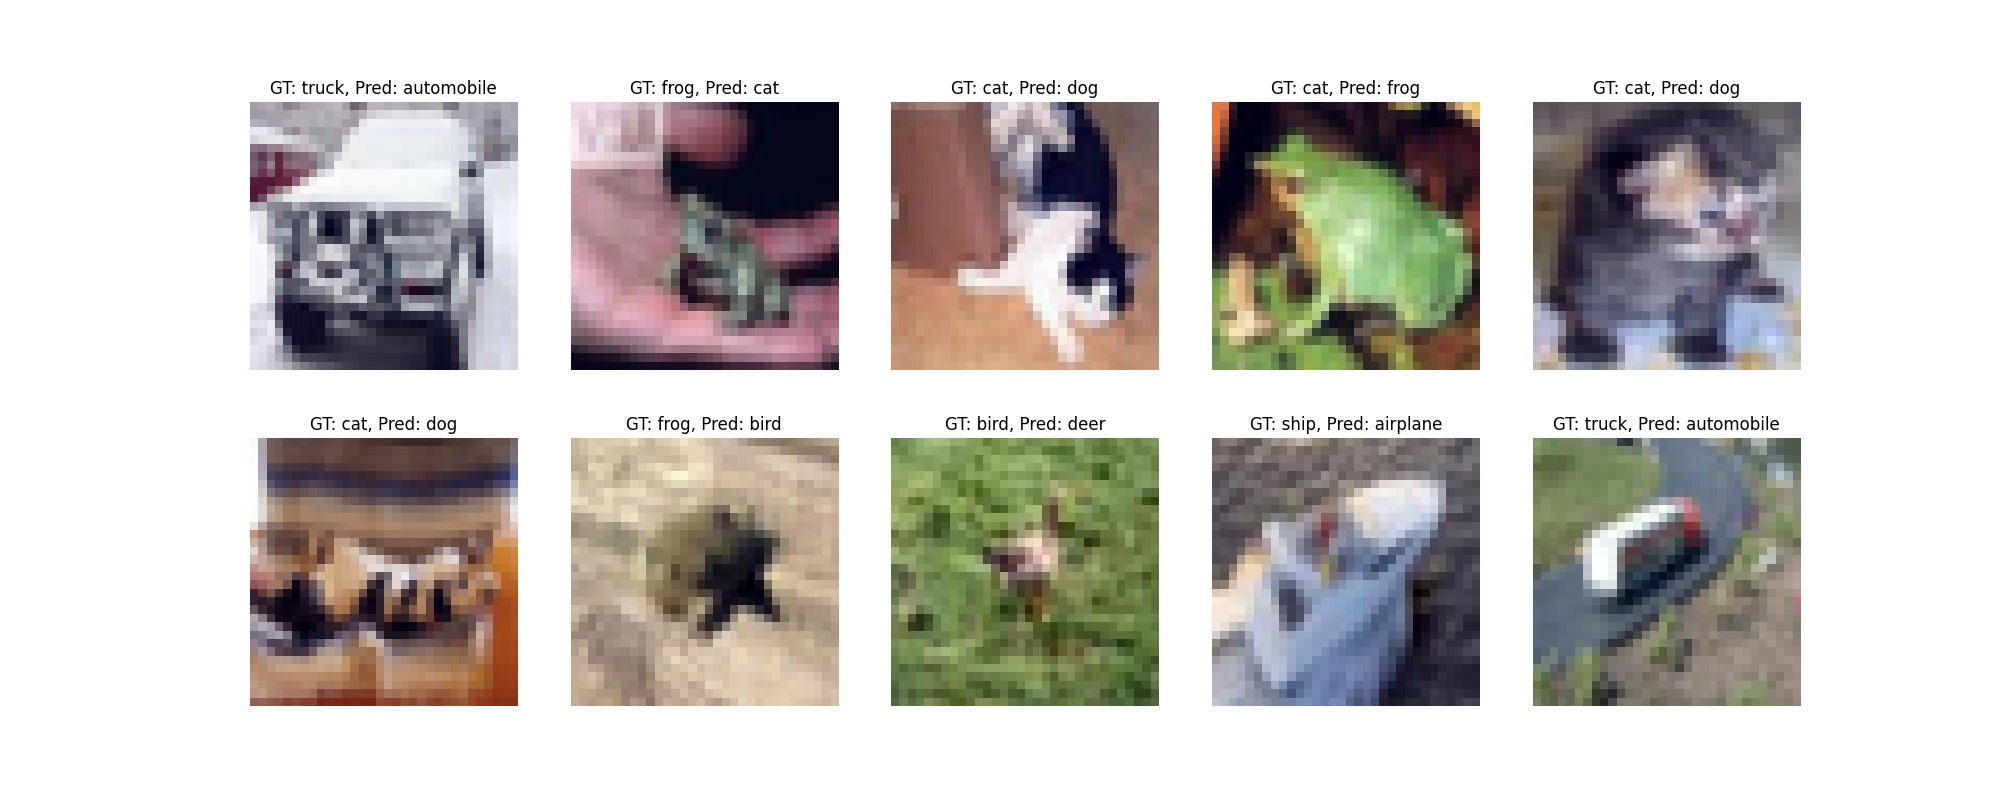 GT: truck, Pred: automobile
GT: frog, Pred: cat
GT: cat, Pred: dog
GT: cat, Pred: frog
GT: cat, Pred: dog
GT: cat, Pred: dog
GT: frog, Pred: bird
GT: bird, Pred: deer
GT: ship, Pred: airplane
GT: truck, Pred: automobile